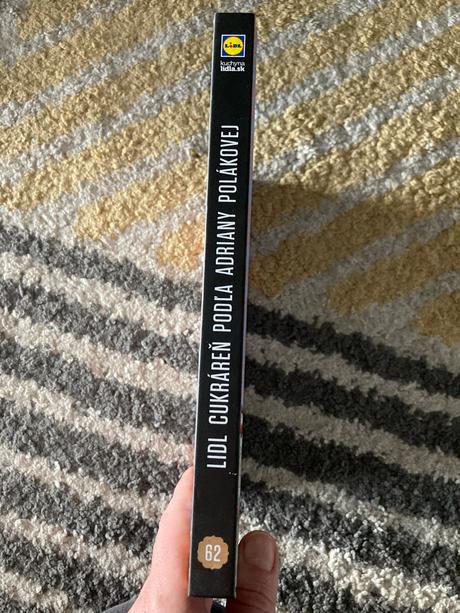 LiDL
kuchyna
lidla.sk
LIDL CUKRÁREŇ PODĽA ADRIANY POLÁKOVEJ
62